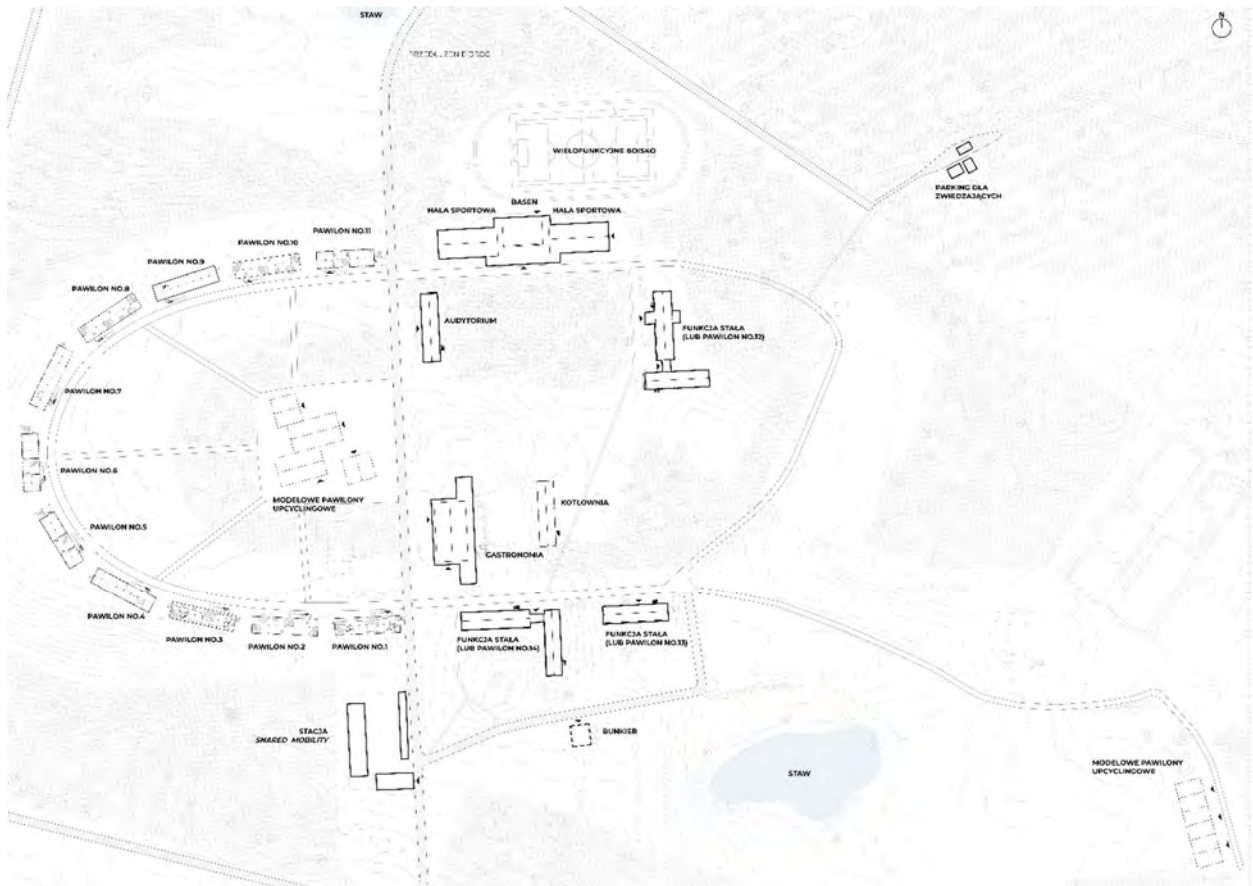 STAW
N
WIELOFUNKCYJNE BOISKO
PARKING DLA
ZWIEDZAJĄCYCH
BASEN
HALA SPORTOWA
HALA SPORTOWA
PAWILON NO.11
PAWILON NO.10
PAWILON NO.9
PAWILON NO.8
AUDYTORIUM
FUNKCJA STAŁA
(LUB PAWILON NO.12)
PAWILON NO.7
PAWILON NO.6
MODELOWE PAWILONY
UPCYCLINGOWE
KOTŁOWNIA
PAWILON NO.5
GASTRONOMIA
PAWILON NO.4
PAWILON NO.3
PAWILON NO.2
PAWILON NO.1
FUNKCJA STAŁA
(LUB PAWILON NO.14)
FUNKCJA STAŁA
(LUB PAWILON NO.13)
STACJA
SHARED MOBILITY
BUNKIER
STAW
MODELOWE PAWILONY
UPCYCLINGOWE